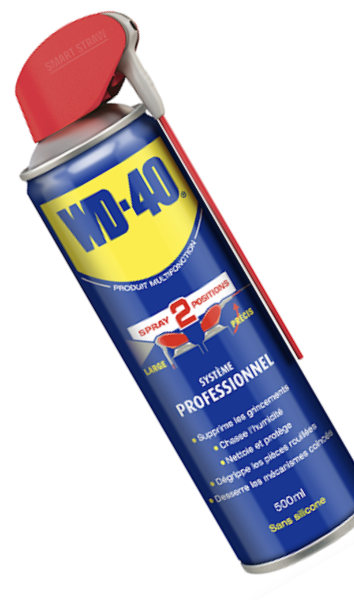 SMART STRAW
WD-40®
PRODUIT MULTIFONCTION
SPRAY 2 POSITIONS
LARGE
PRÉCIS
SYSTÈME
PROFESSIONNEL
• Supprime les grincements
• Chasse l'humidité
• Nettoie et protège
• Dégrippe les pièces rouillées
• Desserre les mécanismes coincés
500ml
Sans silicone